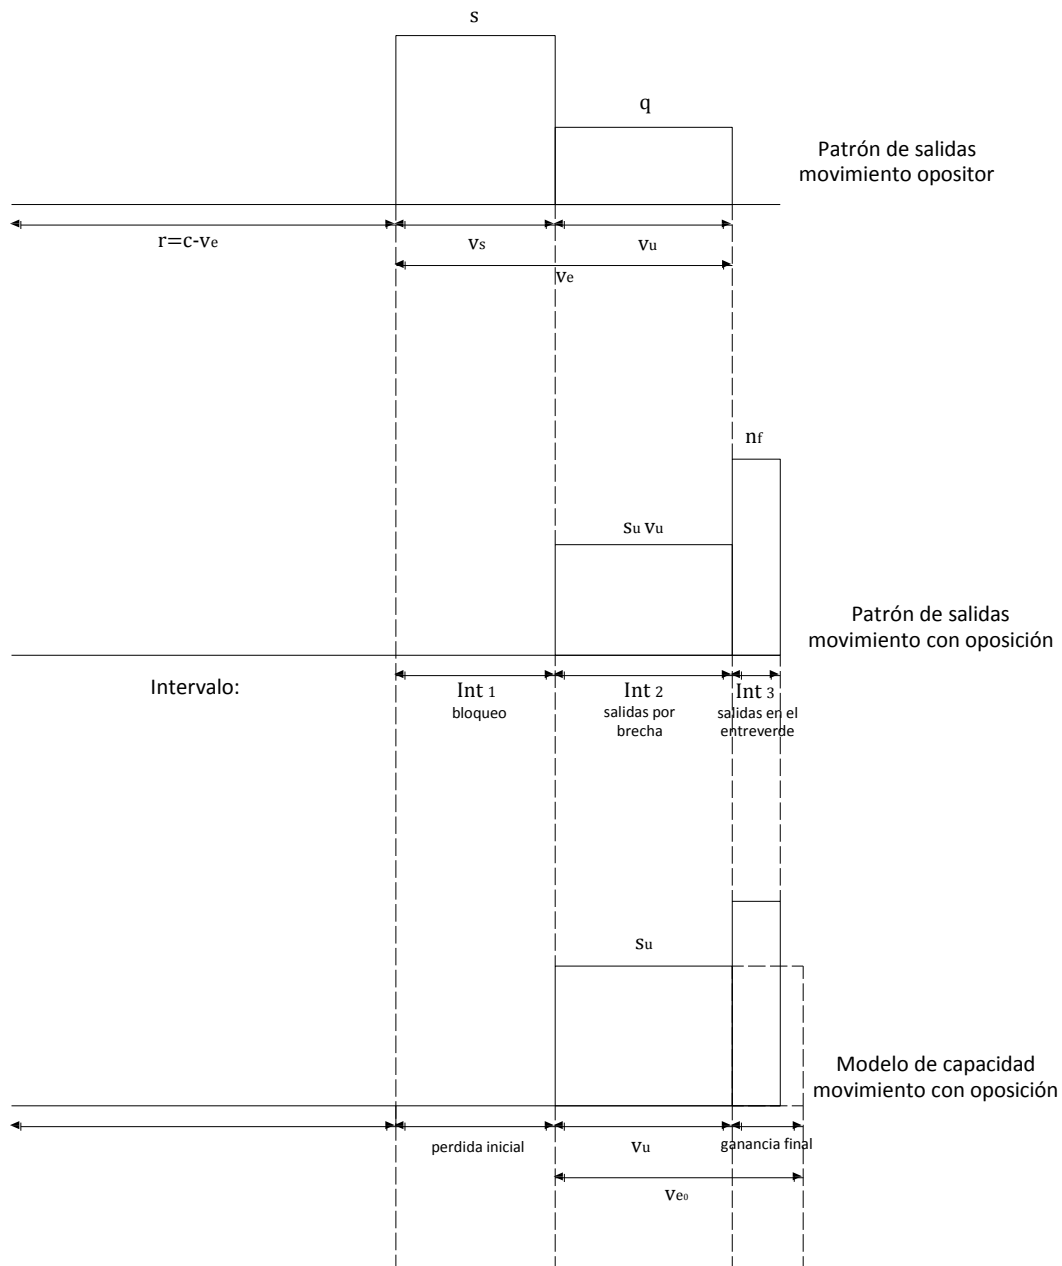 s
q
Patrón de salidas
movimiento opositor
r=c-ve
vs
vu
ve
nf
su vu
Patrón de salidas
movimiento con oposición
Intervalo:
Int 1
bloqueo
Int 2
salidas por
brecha
Int 3
salidas en el
entreverde
su
Modelo de capacidad
movimiento con oposición
perdida inicial
vu
ganancia final
ve0